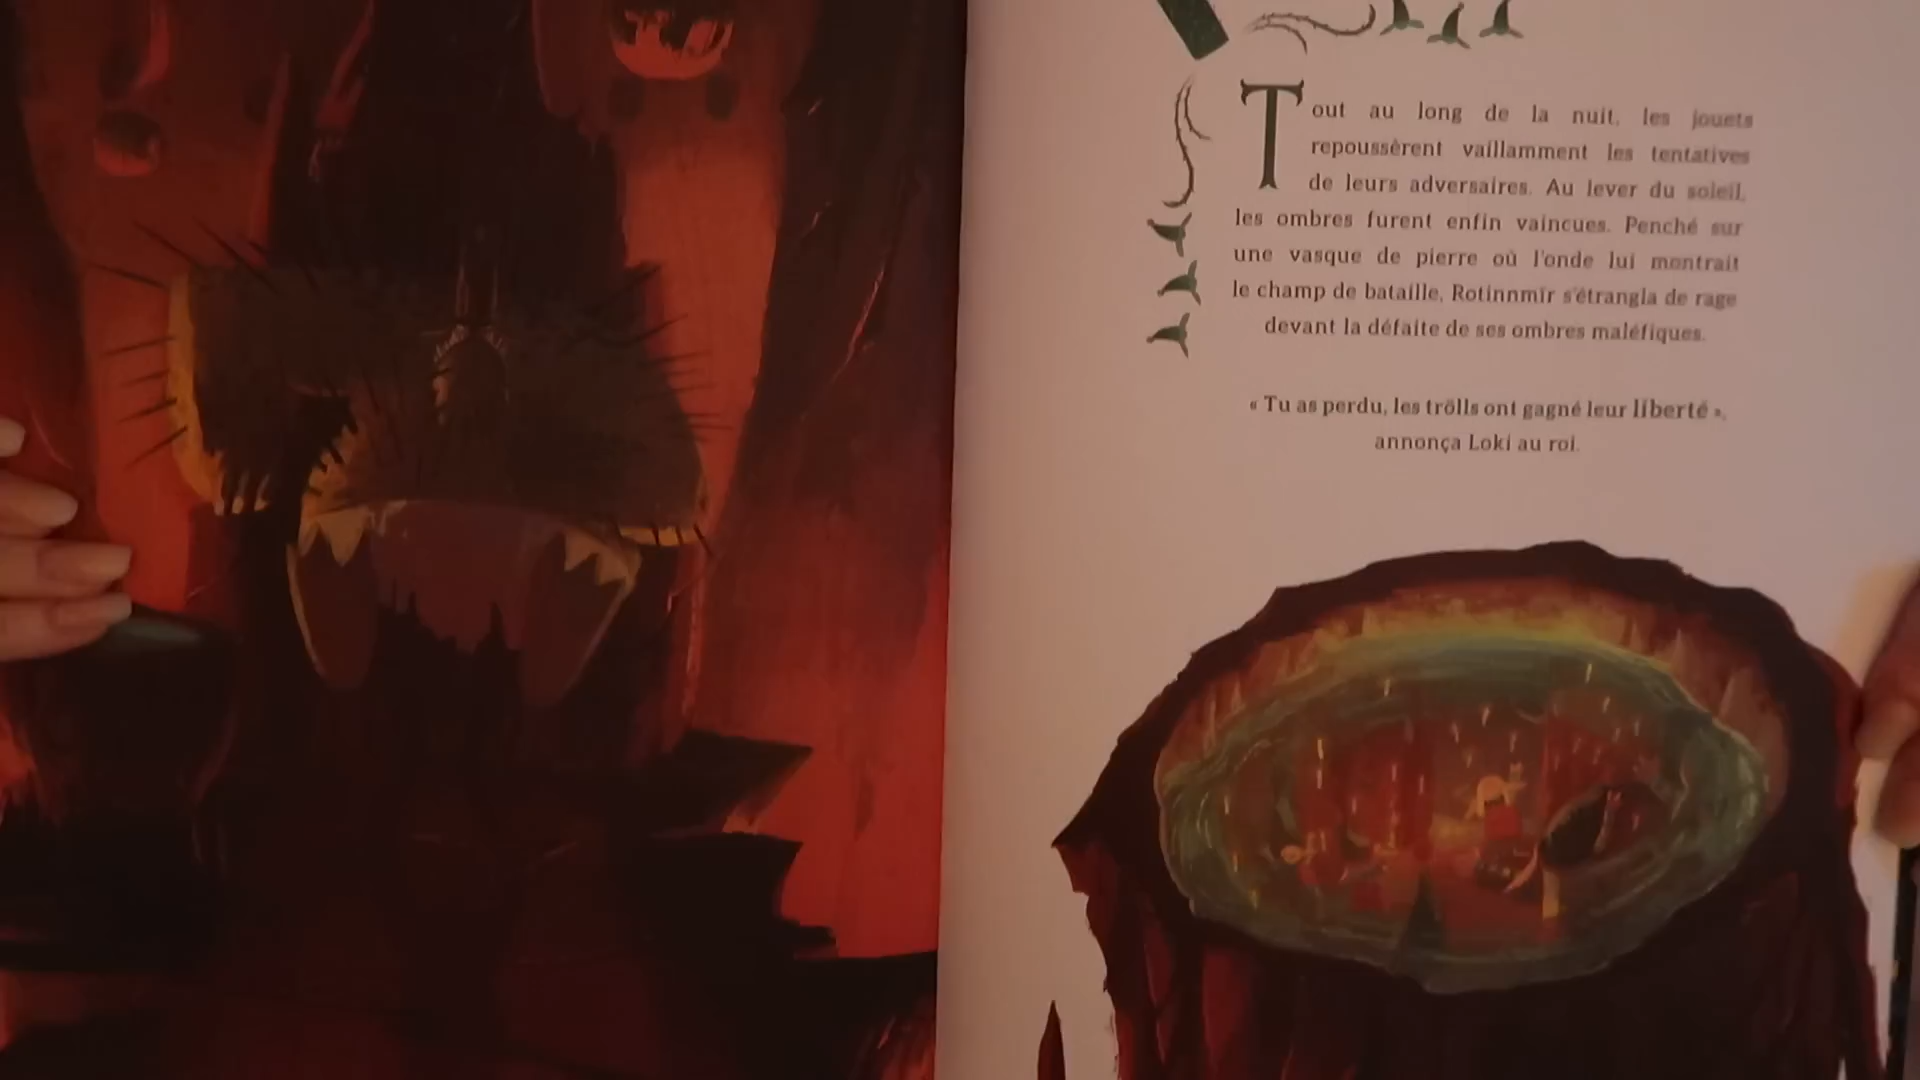 Tout au long de la nuit, les jouets
repoussèrent vaillamment les tentatives
de leurs adversaires. Au lever du soleil,
les ombres furent enfin vaincues. Penché sur
une vasque de pierre où l'onde lui montrait
le champ de bataille, Rotinnmir s'étrangla de rage
devant la défaite de ses ombres maléfiques.
« Tu as perdu, les trölls ont gagné leur liberté »,
annonça Loki au roi.